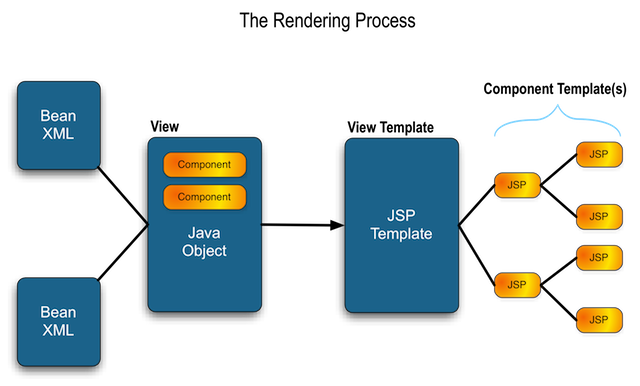 The Rendering Process
Component Template(s)
Bean
XML
View
View Template
Component
Component
Java
Object
JSP
Template
JSP
JSP
JSP
JSP
JSP
JSP
Bean
XML